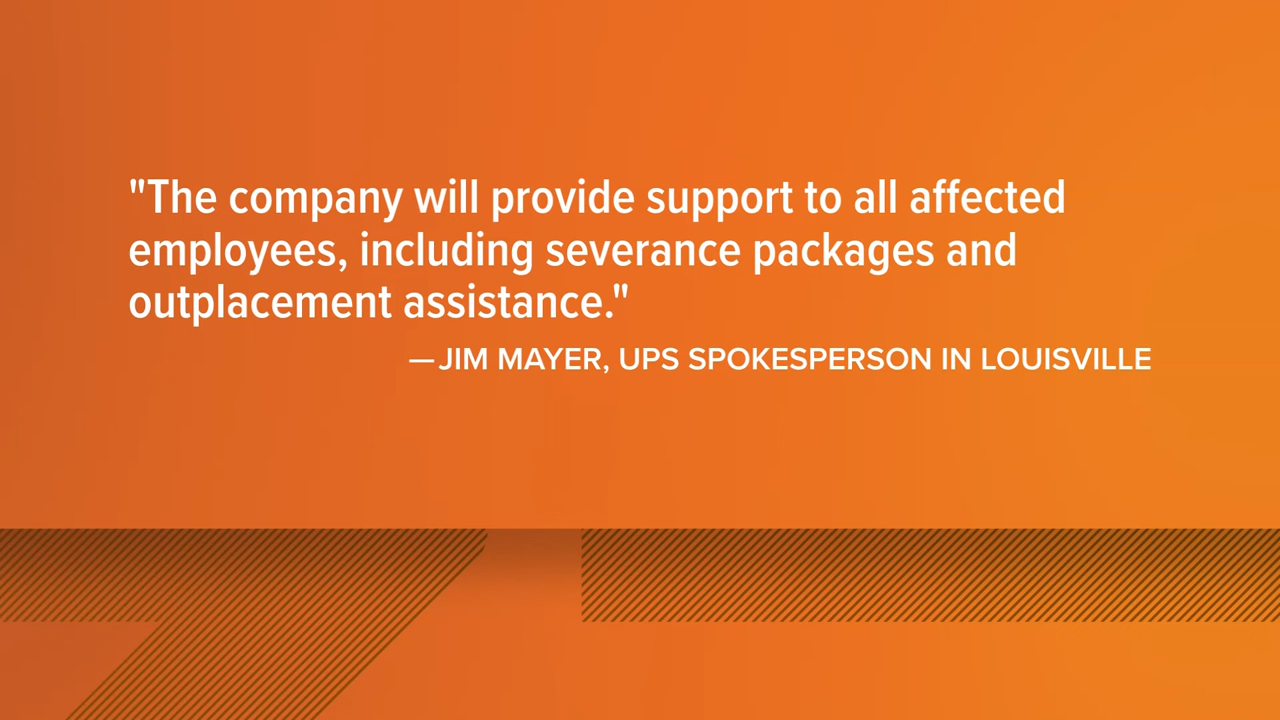 "The company will provide support to all affected
employees, including severance packages and
outplacement assistance."
— JIM MAYER, UPS SPOKESPERSON IN LOUISVILLE